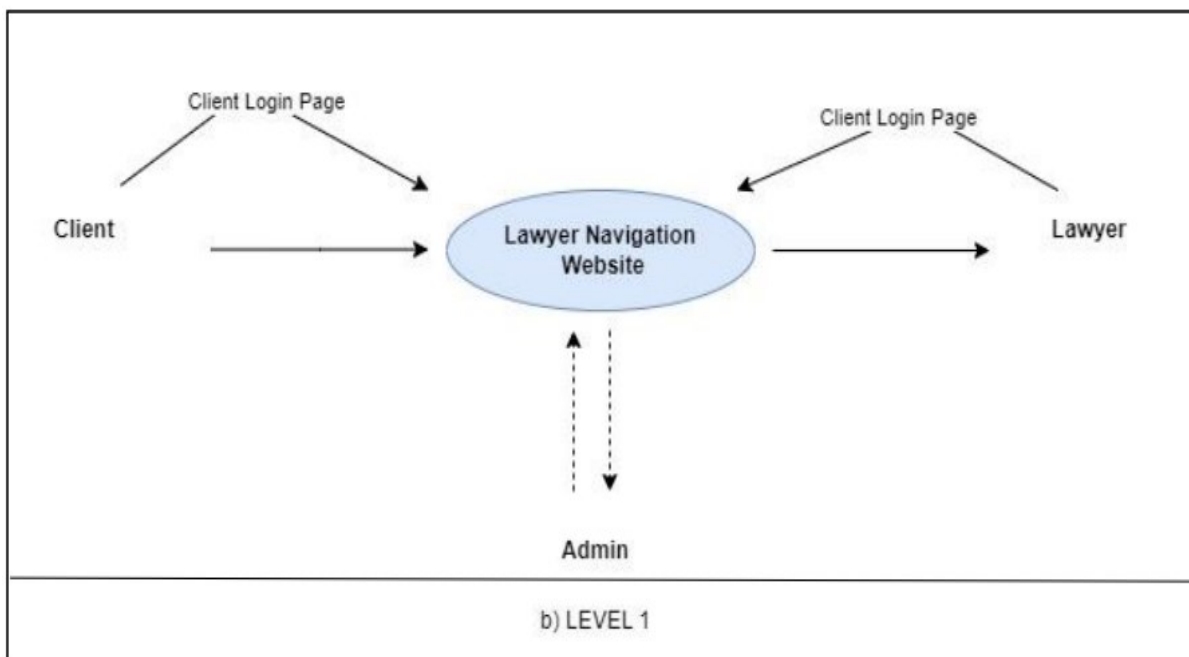 Client Login Page
Client Login Page
Client
Lawyer Navigation
Website
Lawyer
Admin
b) LEVEL 1